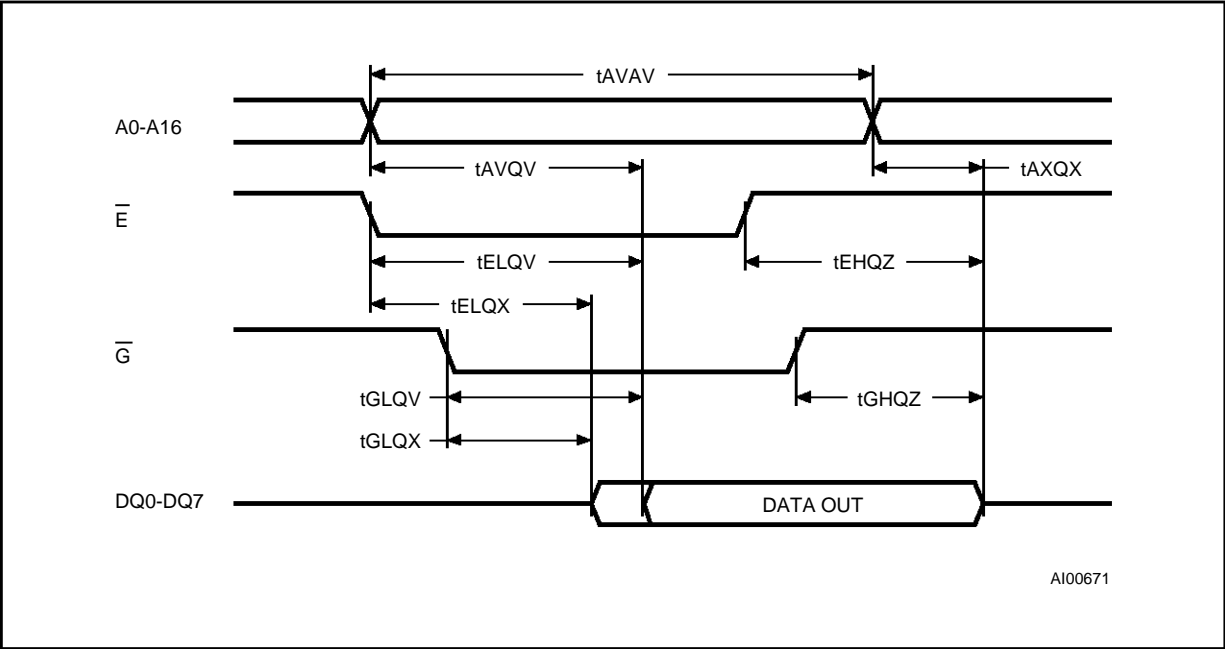 tAVAV
A0-A16
tAVQV
tAXQX
E
tELQV
tEHQZ
tELQX
G
tGLQV
tGHQZ
tGLQX
DQ0-DQ7
DATA OUT
AI00671